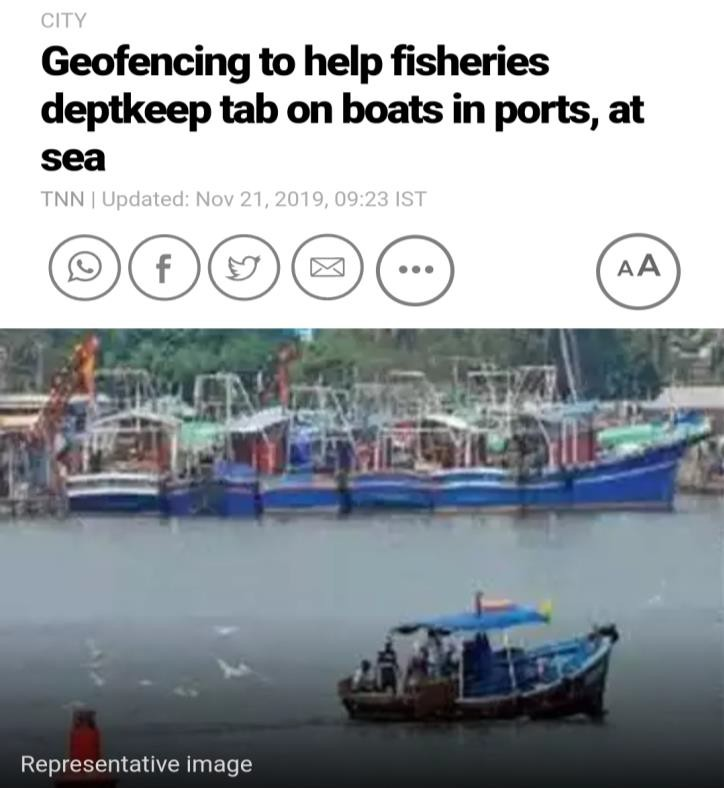 CITY
Geofencing to help fisheries
deptkeep tab on boats in ports, at
sea
TNN | Updated: Nov 21, 2019, 09:23 IST
AA
Representative image